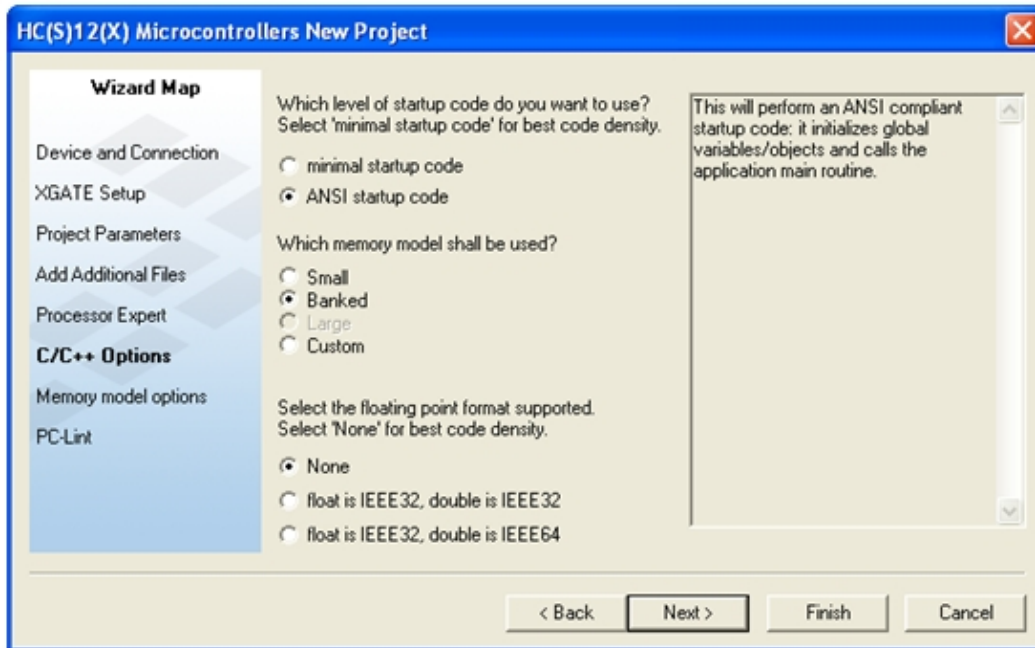 HC(S)12(X) Microcontrollers New Project
Wizard Map
Device and Connection
XGATE Setup
Project Parameters
Add Additional Files
Processor Expert
C/C++ Options
Memory model options
PC-Lint
Which level of startup code do you want to use?
Select 'minimal startup code' for best code density.
minimal startup code
ANSI startup code
Which memory model shall be used?
Small
Banked
Large
Custom
Select the floating point format supported.
Select 'None' for best code density.
None
float is IEEE32, double is IEEE32
float is IEEE32, double is IEEE64
This will perform an ANSI compliant
startup code: it initializes global
variables/objects and calls the
application main routine.
< Back
Next >
Finish
Cancel